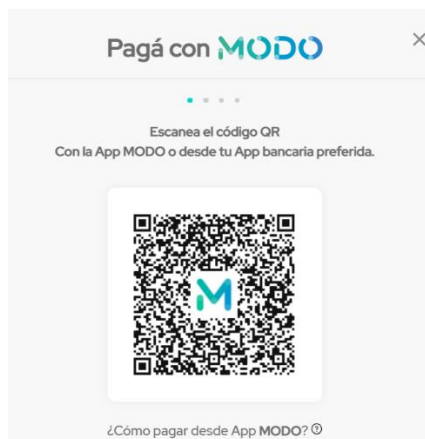 Pagá con MODO
Escanea el código QR
Con la App MODO o desde tu App bancaria preferida.
M
¿Cómo pagar desde App MODO? ?